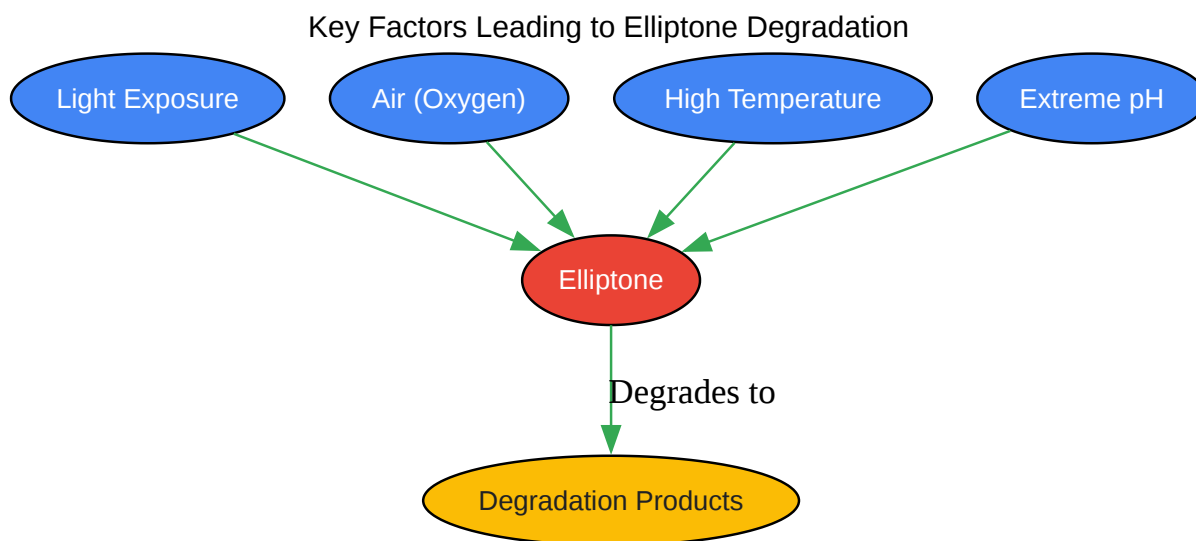 Key Factors Leading to Elliptone Degradation
Light Exposure
Air (Oxygen)
High Temperature
Extreme pH
Elliptone
Degrades to
Degradation Products